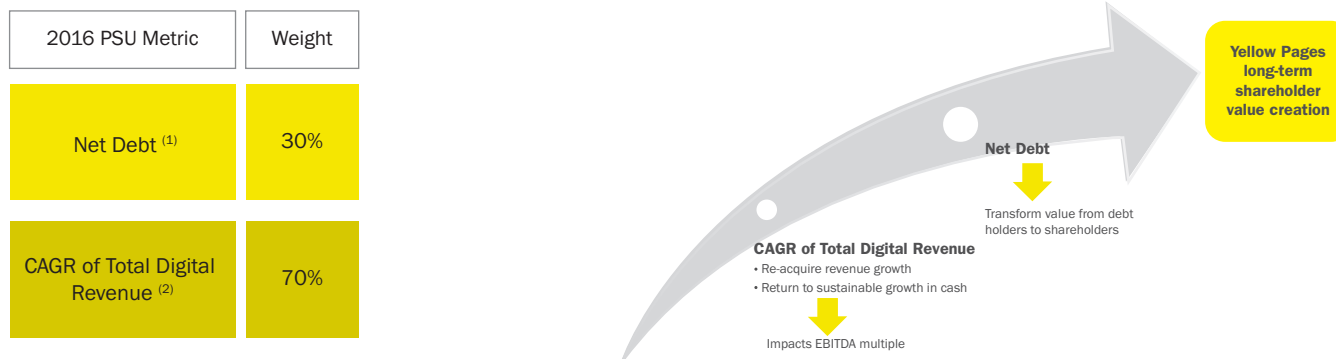 2016 PSU Metric
Weight
Net Debt (1)
30%
CAGR of Total Digital
Revenue (2)
70%
Yellow Pages
long-term
shareholder
value creation
Net Debt
Transform value from debt
holders to shareholders
CAGR of Total Digital Revenue
• Re-acquire revenue growth
• Return to sustainable growth in cash
Impacts EBITDA multiple